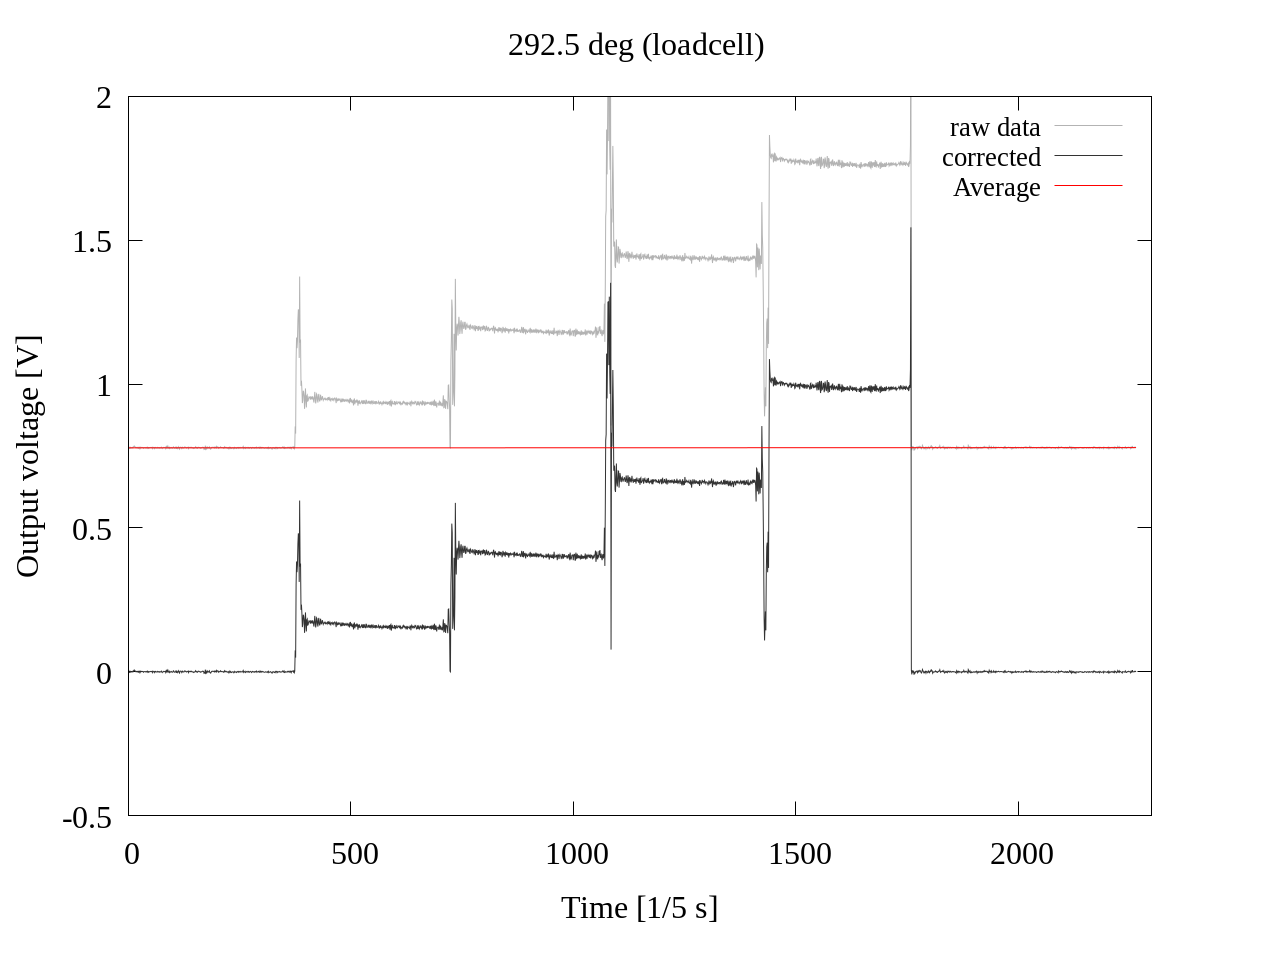 292.5 deg (loadcell)
2
1.5
1
0.5
0
-0.5
Output voltage [V]
raw data
corrected
Average
0 500 1000 1500 2000
Time [1/5 s]